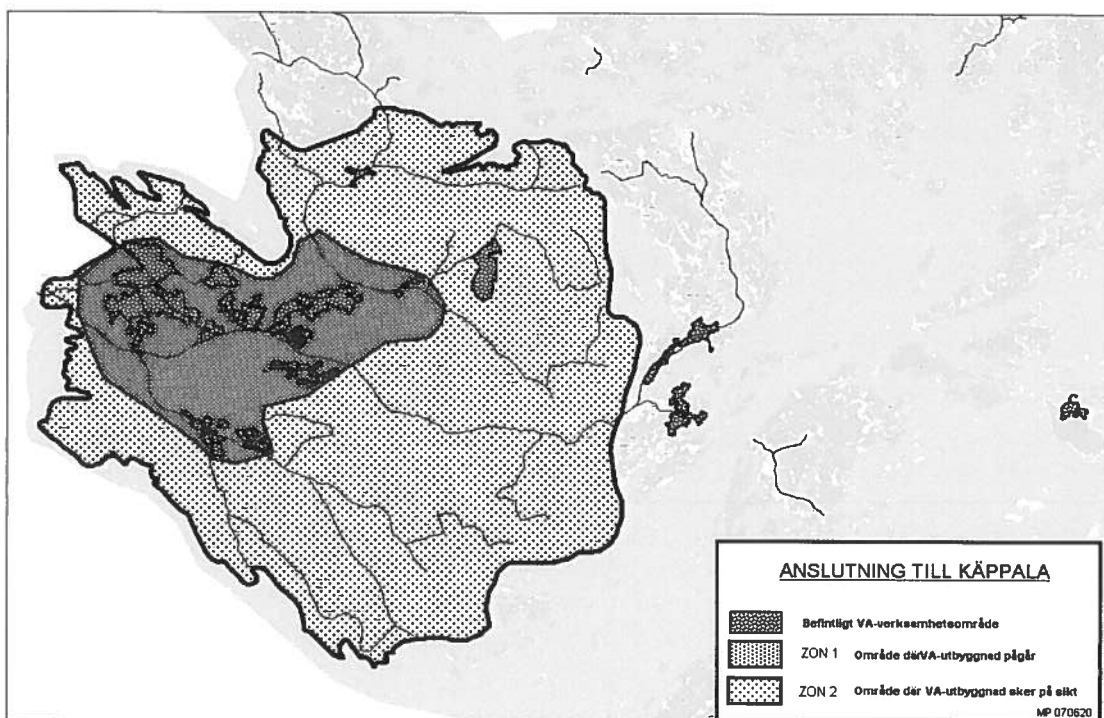 ANSLUTNING TILL KÄPPALA
Befintligt VA-verksamhetsområde
ZON 1 Område därVA-utbyggnad pågår
ZON 2 Område där VA-utbyggnad sker på sikt
MP 070620